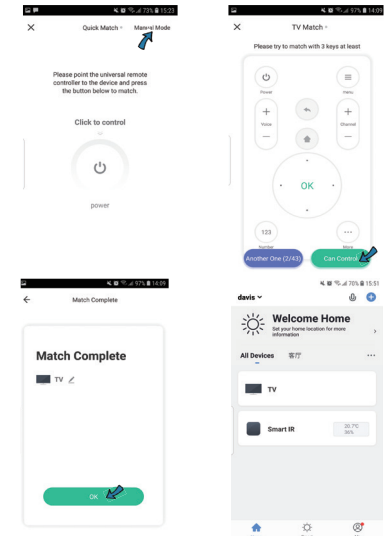 73% 15:23
Quick Match
Manual Mode
Please point the universal remote
controller to the device and press
the button below to match.
Click to control
power
97% 14:09
TV Match
Please try to match with 3 keys at least
Power
Menu
+
Voice
−
+
Channel
−
OK
123
Number
More
Another One (2/43)
Can Control
97% 14:09
Match Complete
Match Complete
TV
OK
70% 15:51
davis
Welcome Home
Set your home location for more
information
All Devices 客厅
TV
Smart IR
20.7℃
36%